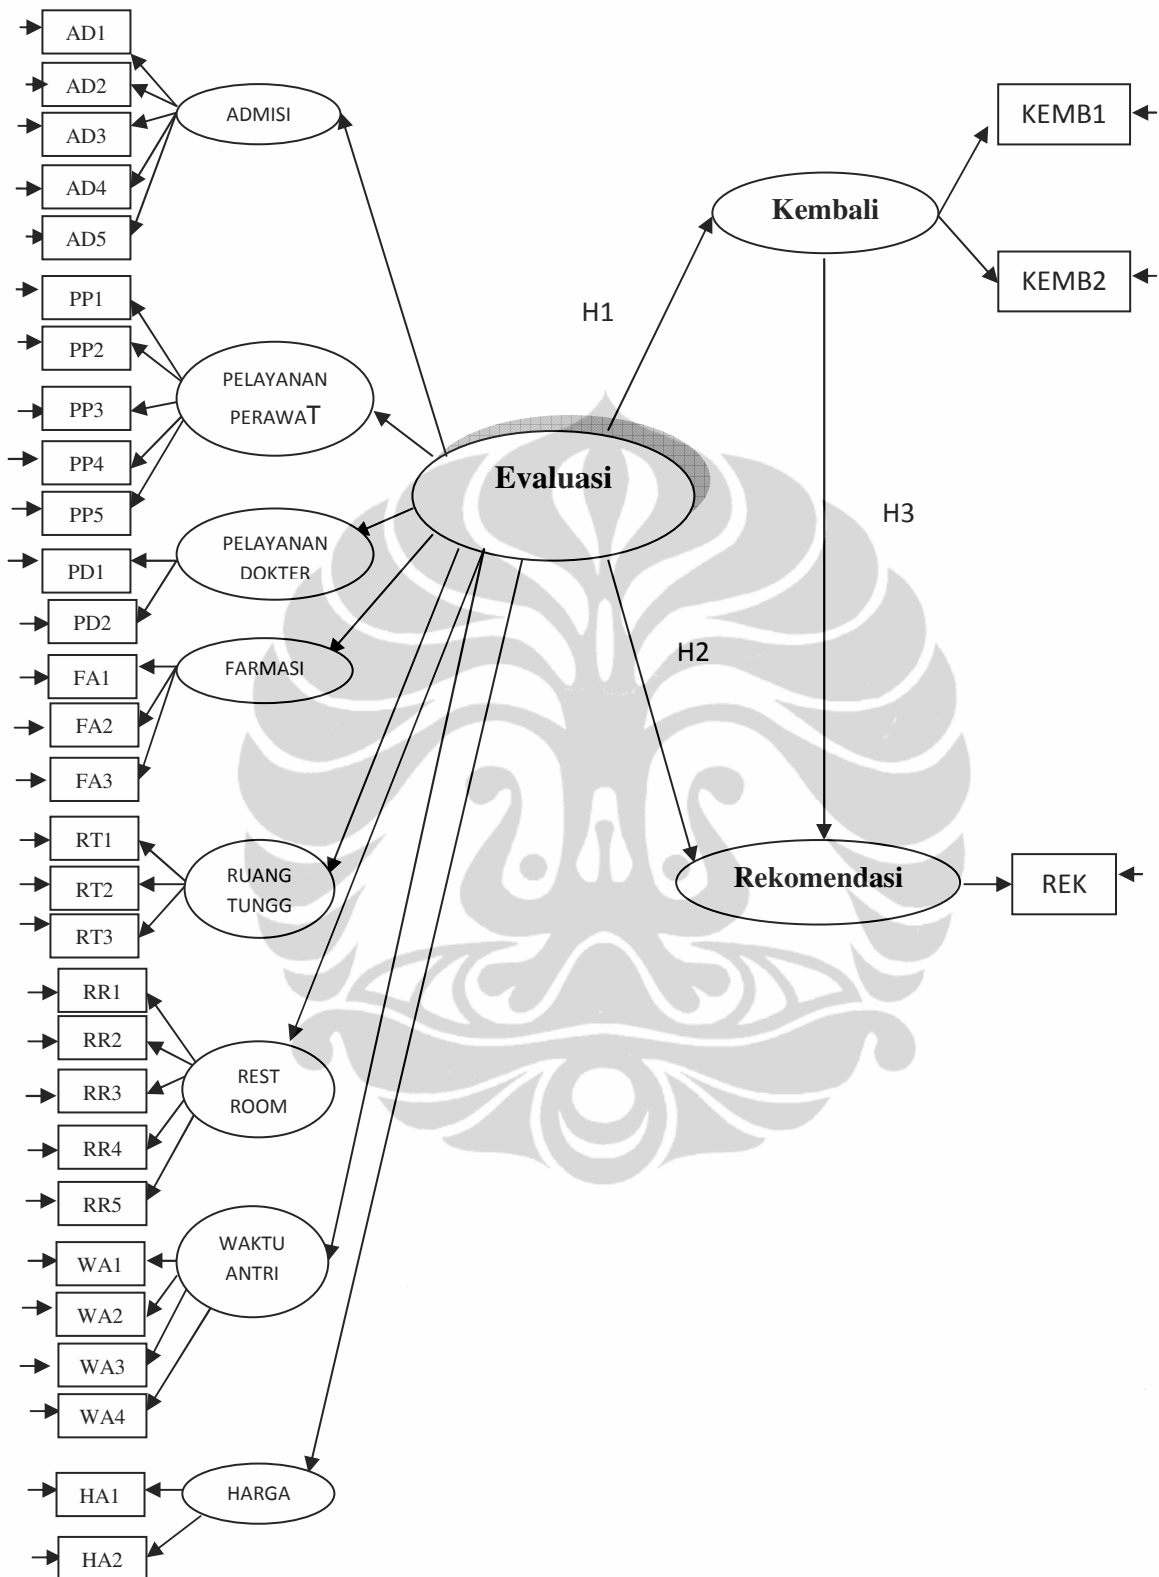 AD1
AD2
AD3
AD4
AD5
ADMISI
PP1
PP2
PP3
PP4
PP5
PELAYANAN
PERAWAT
PD1
PD2
PELAYANAN
DOKTER
FA1
FA2
FA3
FARMASI
RT1
RT2
RT3
RUANG
TUNGG
RR1
RR2
RR3
RR4
RR5
REST
ROOM
WA1
WA2
WA3
WA4
WAKTU
ANTRI
HA1
HA2
HARGA
Evaluasi
H1
H2
H3
Kembali
KEMB1
KEMB2
Rekomendasi
REK